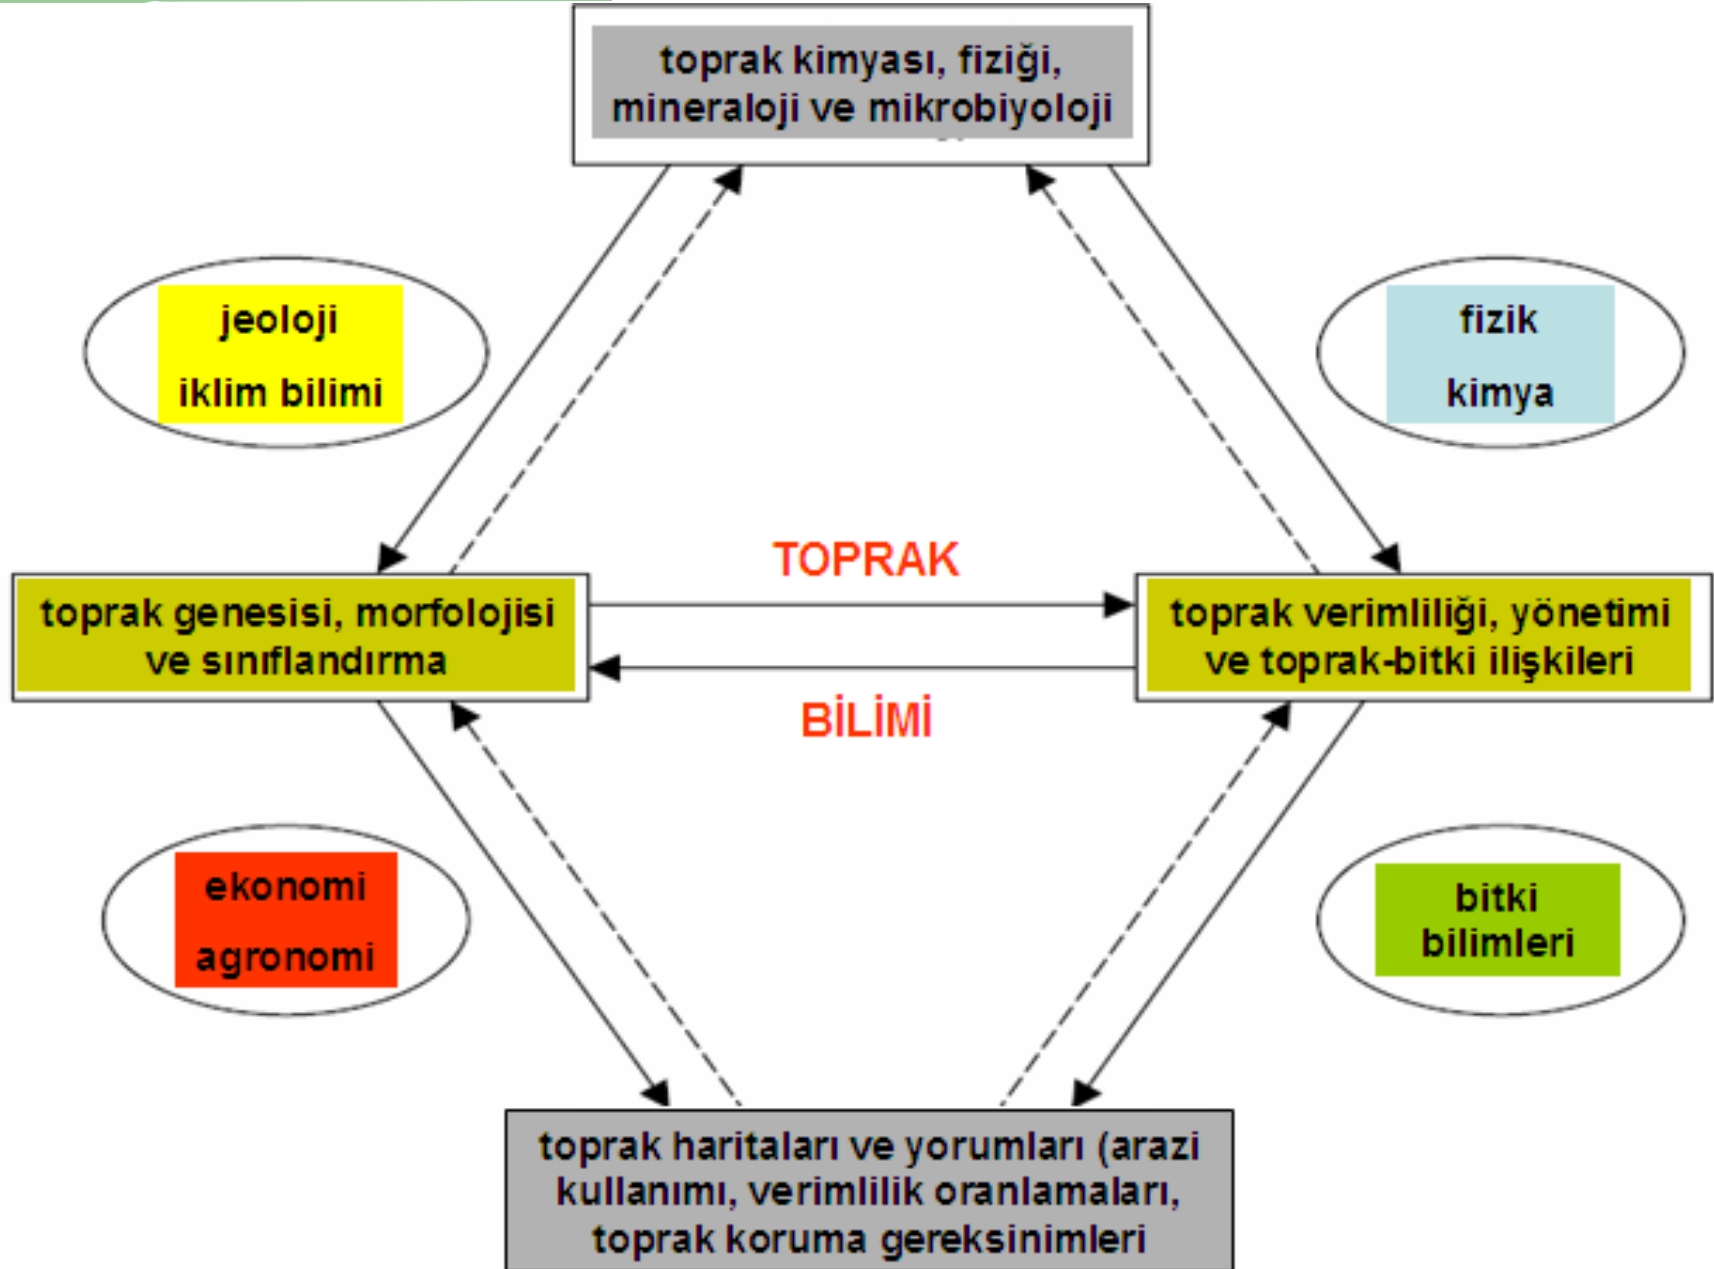 toprak kimyası, fiziği,
mineraloji ve mikrobiyoloji
jeoloji
iklim bilimi
fizik
kimya
TOPRAK
toprak genesisi, morfolojisi
ve sınıflandırma
toprak verimliliği, yönetimi
ve toprak-bitki ilişkileri
BİLİMİ
ekonomi
agronomi
bitki
bilimleri
toprak haritaları ve yorumları (arazi
kullanımı, verimlilik oranlamaları,
toprak koruma gereksinimleri